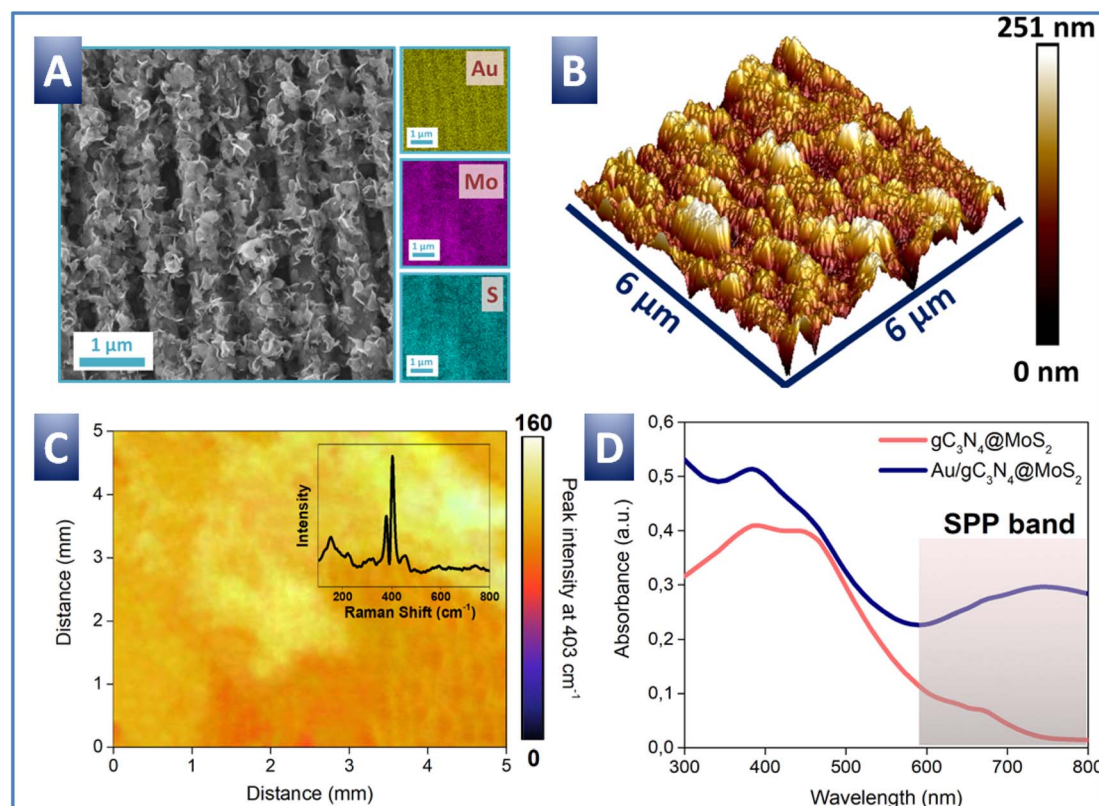 A
Au
1 μm
Mo
1 μm
S
1 μm
1 μm
B
251 nm
0 nm
6 μm
6 μm
C
5
4
3
2
1
0
0 1 2 3 4 5
Distance (mm)
Distance (mm)
Intensity
200 400 600 800
Raman Shift (cm⁻¹)
160
0
Peak intensity at 403 cm⁻¹
D
0,6
0,5
0,4
0,3
0,2
0,1
0,0
300 400 500 600 700 800
Absorbance (a.u.)
Wavelength (nm)
gC₃N₄@MoS₂
Au/gC₃N₄@MoS₂
SPP band